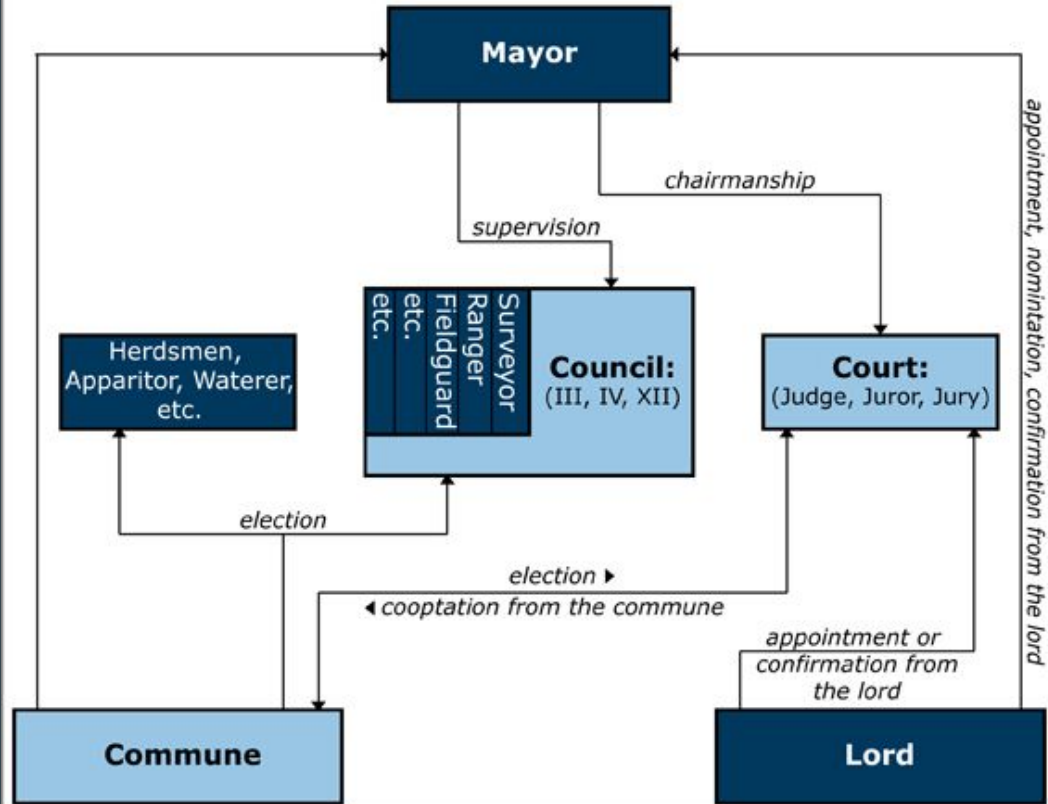 Mayor
chairmanship
supervision
appointment, nomintation, confirmation from the lord
etc.
etc.
Fieldguard
Ranger
Surveyor
Council:
(III, IV, XII)
Herdsmen,
Apparitor, Waterer,
etc.
Court:
(Judge, Juror, Jury)
election
election ▶
◀ cooptation from the commune
appointment or
confirmation from
the lord
Commune
Lord